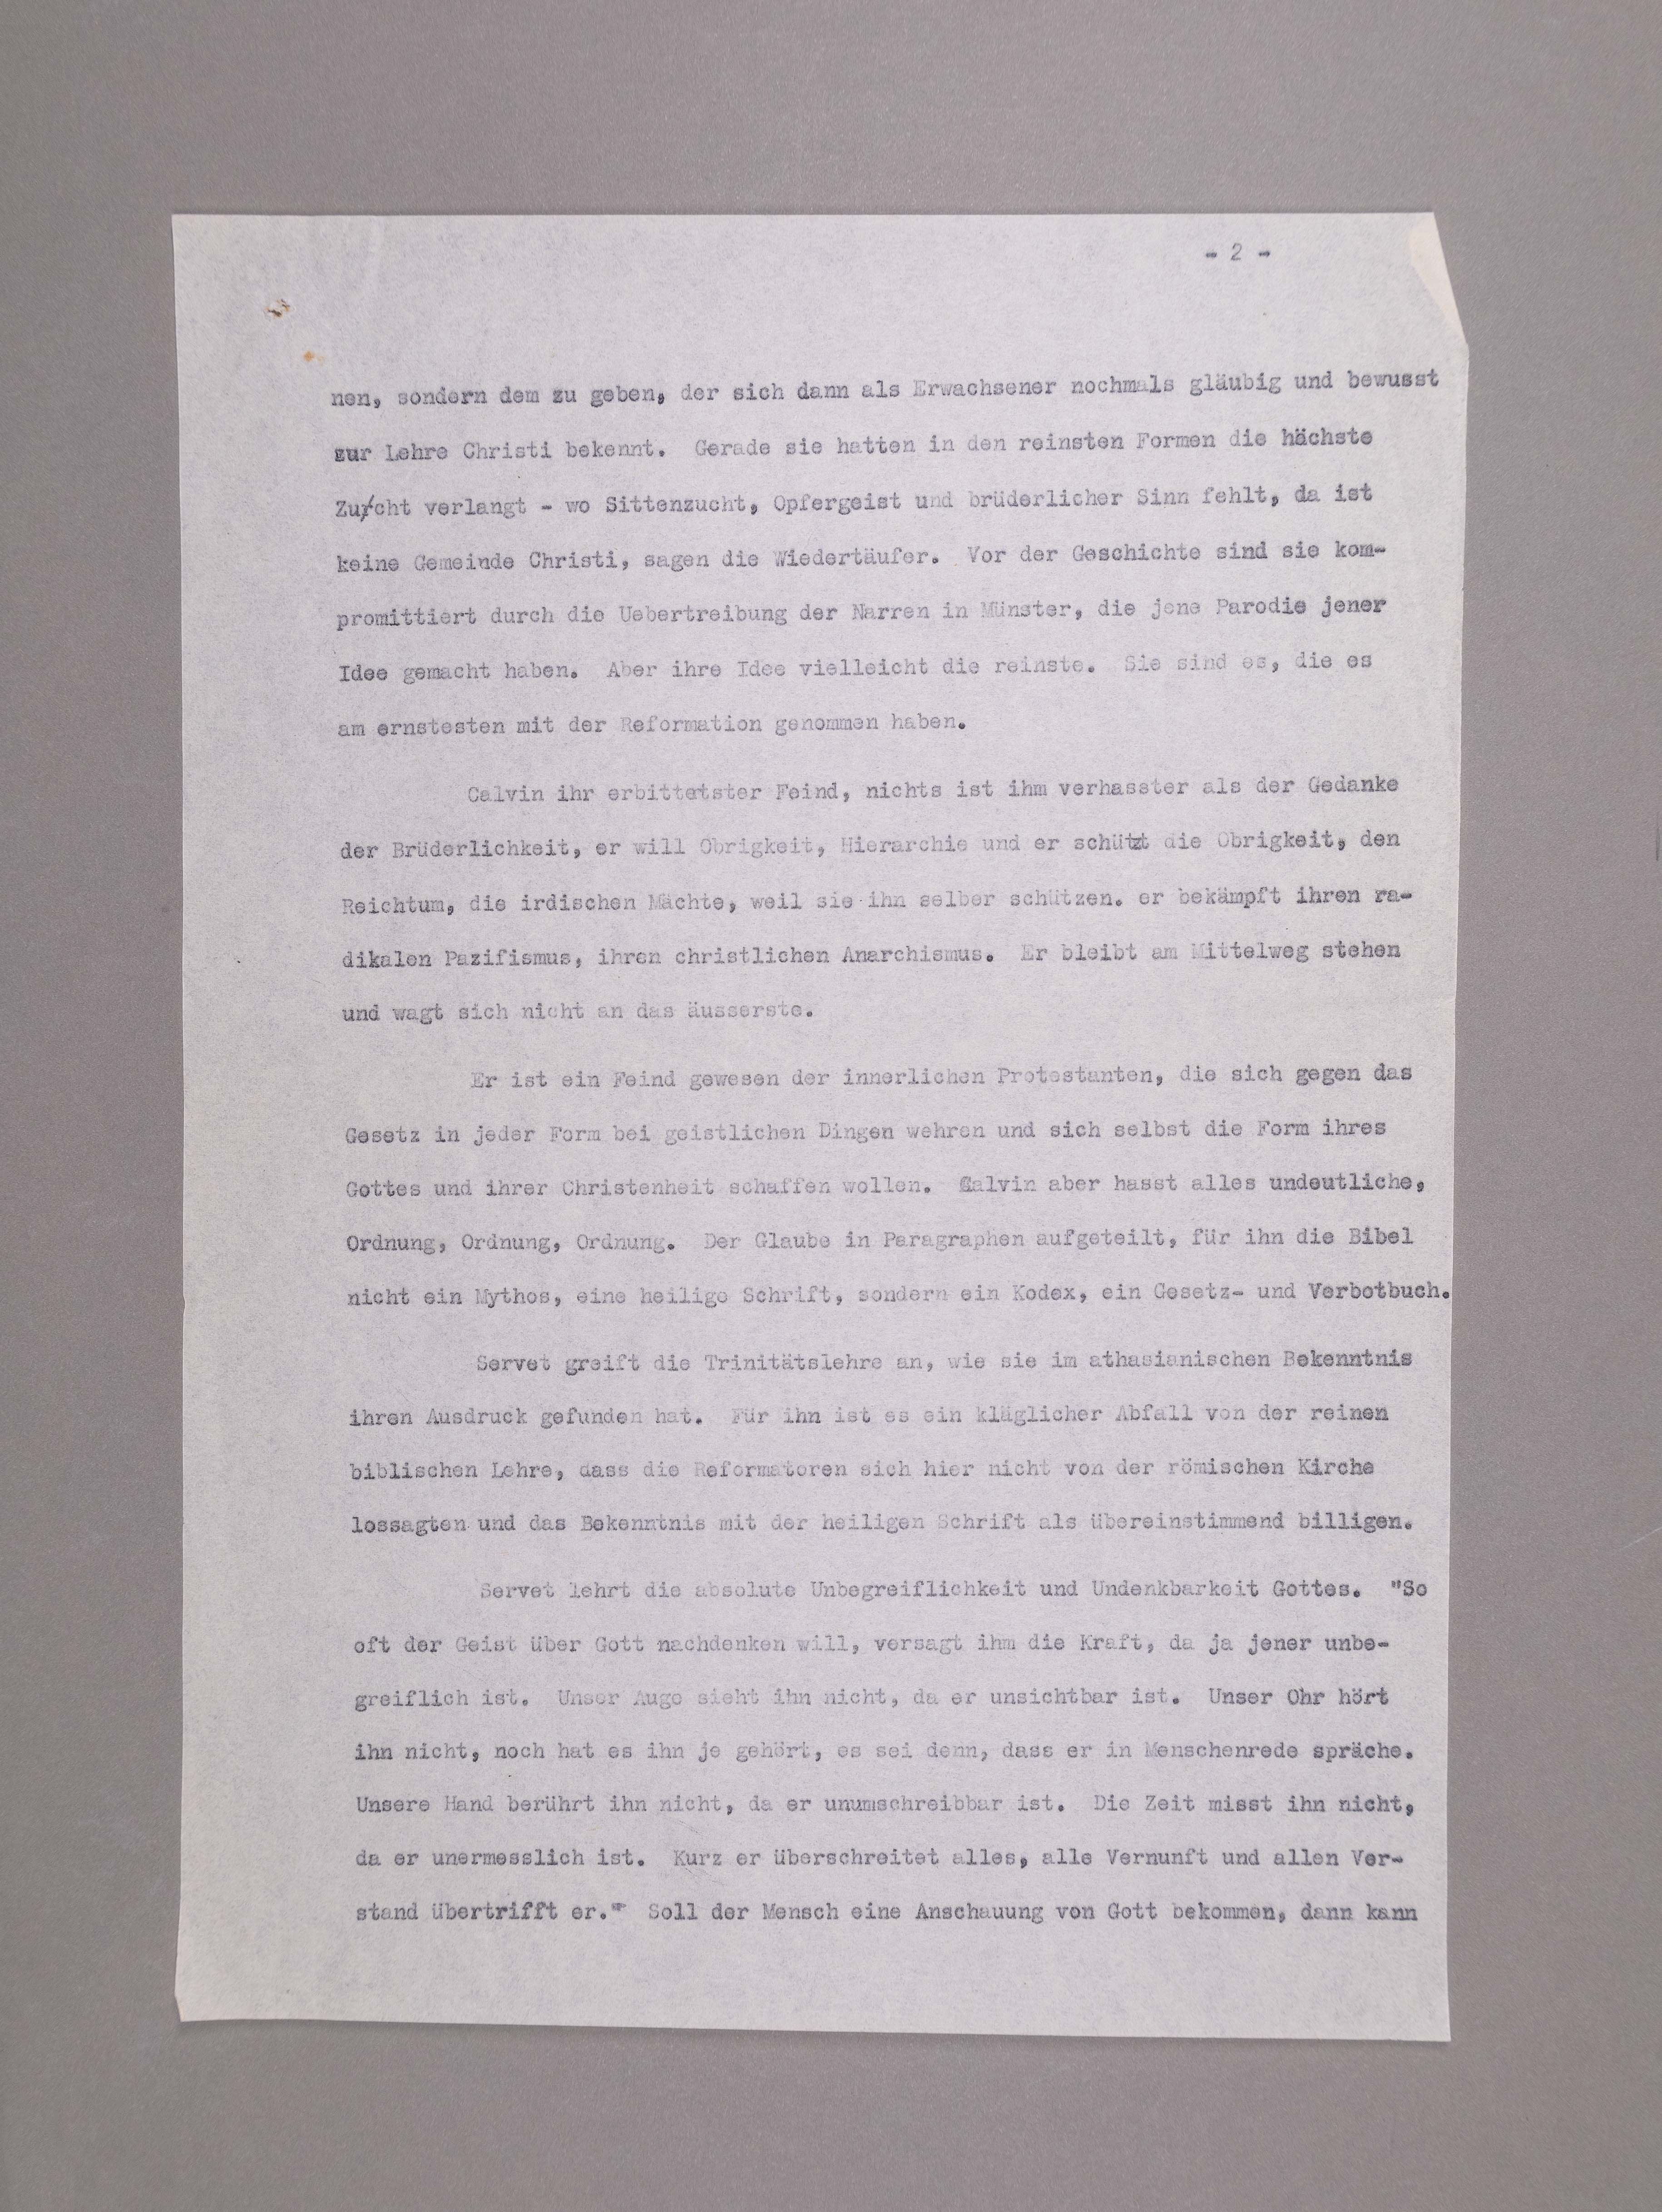 - 2 -
nen, sondern dem zu geben, der sich dann als Erwachsener nochmals gläubig und bewusst
zur Lehre Christi bekennt. Gerade sie hatten in den reinsten Formen die hächste
Zucht verlangt - wo Sittenzucht, Opfergeist und brüderlicher Sinn fehlt, da ist
keine Gemeinde Christi, sagen die Wiedertäufer. Vor der Geschichte sind sie kom-
promittiert durch die Uebertreibung der Narren in Münster, die jene Parodie jener
Idee gemacht haben. Aber ihre Idee vielleicht die reinste. Sie sind es, die es
am ernstesten mit der Reformation genommen haben.
Calvin ihr erbittetster Feind, nichts ist ihm verhasster als der Gedanke
der Brüderlichkeit, er will Obrigkeit, Hierarchie und er schützt die Obrigkeit, den
Reichtum, die irdischen Mächte, weil sie ihn selber schützen. er bekämpft ihren ra-
dikalen Pazifismus, ihren christlichen Anarchismus. Er bleibt am Mittelweg stehen
und wagt sich nicht an das äusserste.
Er ist ein Feind gewesen der innerlichen Protestanten, die sich gegen das
Gesetz in jeder Form bei geistlichen Dingen wehren und sich selbst die Form ihres
Gottes und ihrer Christenheit schaffen wollen. Calvin aber hasst alles undeutliche,
Ordnung, Ordnung, Ordnung. Der Glaube in Paragraphen aufgeteilt, für ihn die Bibel
nicht ein Mythos, eine heilige Schrift, sondern ein Kodex, ein Gesetz- und Verbotbuch.
Servet greift die Trinitätslehre an, wie sie im athasianischen Bekenntnis
ihren Ausdruck gefunden hat. Für ihn ist es ein kläglicher Abfall von der reinen
biblischen Lehre, dass die Reformatoren sich hier nicht von der römischen Kirche
lossagten und das Bekenntnis mit der heiligen Schrift als übereinstimmend billigen.
Servet lehrt die absolute Unbegreiflichkeit und Undenkbarkeit Gottes. "So
oft der Geist über Gott nachdenken will, versagt ihm die Kraft, da ja jener unbe-
greiflich ist. Unser Auge sieht ihn nicht, da er unsichtbar ist. Unser Ohr hört
ihn nicht, noch hat es ihn je gehört, es sei denn, dass er in Menschenrede spräche.
Unsere Hand berührt ihn nicht, da er unumschreibbar ist. Die Zeit misst ihn nicht,
da er unermesslich ist. Kurz er überschreitet alles, alle Vernunft und allen Ver-
stand übertrifft er." Soll der Mensch eine Anschauung von Gott bekommen, dann kann